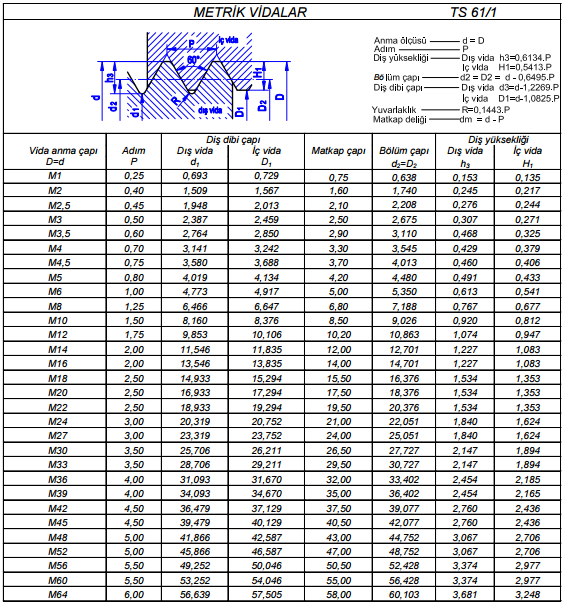 METRİK VİDALAR TS 61/1
P
iç vida
60°
h3
d
d2
d1
R
dış vida
H1
D1
D2
D
Anma ölçüsü d = D
Adım P
Diş yüksekliği Dış vida h3=0,6134.P
İç vida H1=0,5413.P
Bölüm çapı d2 = D2 = d - 0,6495.P
Diş dibi çapı Dış vida d3=d-1,2269.P
İç vida D1=d-1,0825.P
Yuvarlaklık R=0,1443.P
Matkap deliği dm = d - P
Vida anma çapı D=d Adım P Diş dibi çapı Dış vida d1 İç vida D1 Matkap çapı Bölüm çapı d2=D2 Diş yüksekliği Dış vida h3 İç vida H1
M1 0,25 0,693 0,729 0,75 0,638 0,153 0,135
M2 0,40 1,509 1,567 1,60 1,740 0,245 0,217
M2,5 0,45 1,948 2,013 2,10 2,208 0,276 0,244
M3 0,50 2,387 2,459 2,50 2,675 0,307 0,271
M3,5 0,60 2,764 2,850 2,90 3,110 0,468 0,325
M4 0,70 3,141 3,242 3,30 3,545 0,429 0,379
M4,5 0,75 3,580 3,688 3,70 4,013 0,460 0,406
M5 0,80 4,019 4,134 4,20 4,480 0,491 0,433
M6 1,00 4,773 4,917 5,00 5,350 0,613 0,541
M8 1,25 6,466 6,647 6,80 7,188 0,767 0,677
M10 1,50 8,160 8,376 8,50 9,026 0,920 0,812
M12 1,75 9,853 10,106 10,20 10,863 1,074 0,947
M14 2,00 11,546 11,835 12,00 12,701 1,227 1,083
M16 2,00 13,546 13,835 14,00 14,701 1,227 1,083
M18 2,50 14,933 15,294 15,50 16,376 1,534 1,353
M20 2,50 16,933 17,294 17,50 18,376 1,534 1,353
M22 2,50 18,933 19,294 19,50 20,376 1,534 1,353
M24 3,00 20,319 20,752 21,00 22,051 1,840 1,624
M27 3,00 23,319 23,752 24,00 25,051 1,840 1,624
M30 3,50 25,706 26,211 26,50 27,727 2,147 1,894
M33 3,50 28,706 29,211 29,50 30,727 2,147 1,894
M36 4,00 31,093 31,670 32,00 33,402 2,454 2,185
M39 4,00 34,093 34,670 35,00 36,402 2,454 2,165
M42 4,50 36,479 37,129 37,50 39,077 2,760 2,436
M45 4,50 39,479 40,129 40,50 42,077 2,760 2,436
M48 5,00 41,866 42,587 43,00 44,752 3,067 2,706
M52 5,00 45,866 46,587 47,00 48,752 3,067 2,706
M56 5,50 49,252 50,046 50,50 52,428 3,374 2,977
M60 5,50 53,252 54,046 55,00 56,428 3,374 2,977
M64 6,00 56,639 57,505 58,00 60,103 3,681 3,248